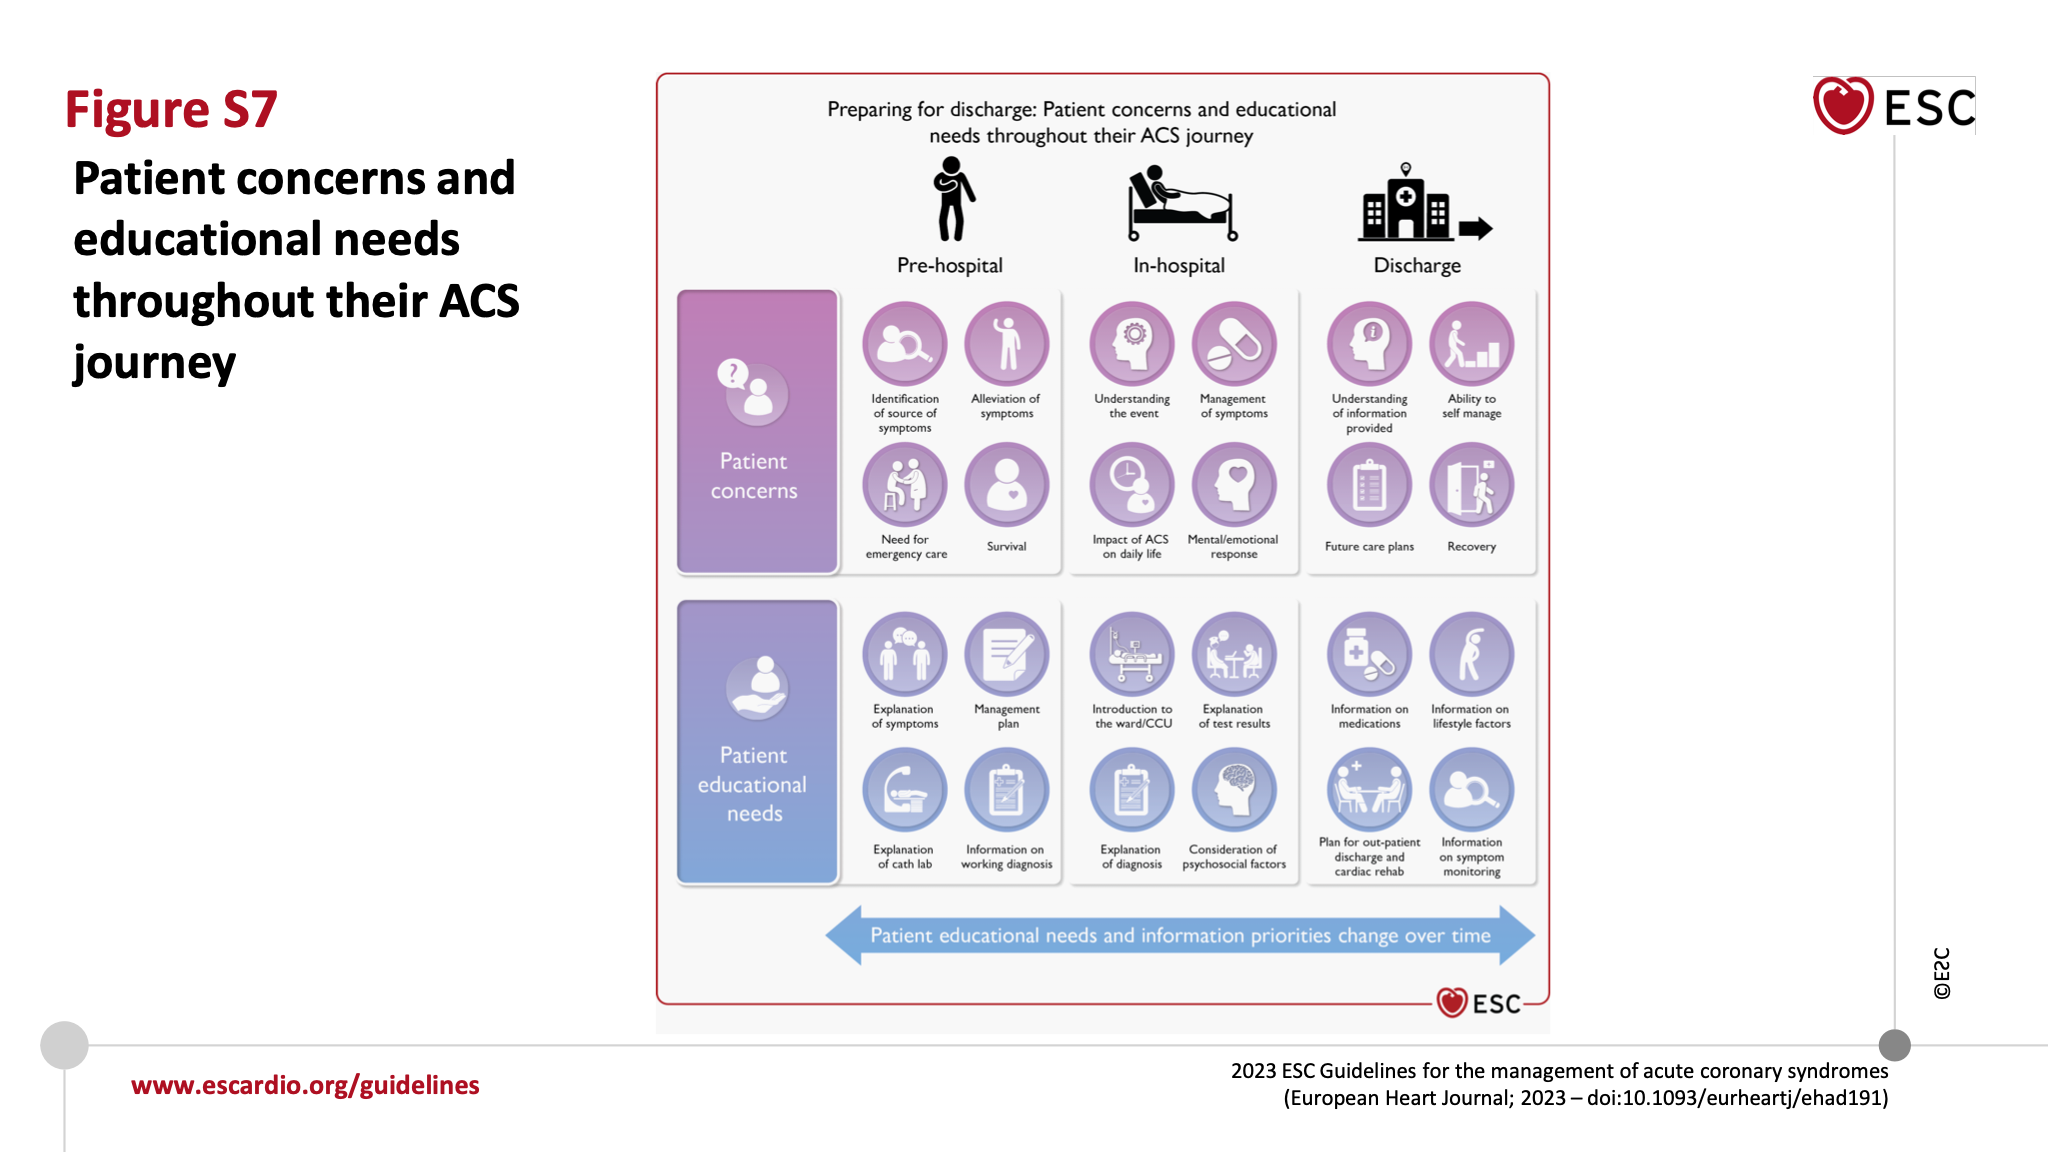 Figure S7
Patient concerns and
educational needs
throughout their ACS
journey
ESC
Preparing for discharge: Patient concerns and educational
needs throughout their ACS journey
Pre-hospital
In-hospital
Discharge
?
Patient
concerns
Identification
of source of
symptoms
Alleviation of
symptoms
Understanding
the event
Management
of symptoms
i
Understanding
of information
provided
Ability to
self manage
Need for
emergency care
Survival
Impact of ACS
on daily life
Mental/emotional
response
Future care plans
Recovery
Patient
educational
needs
Explanation
of symptoms
Management
plan
Introduction to
the ward/CCU
Explanation
of test results
Information on
medications
Information on
lifestyle factors
Explanation
of cath lab
Information on
working diagnosis
Explanation
of diagnosis
Consideration of
psychosocial factors
Plan for out-patient
discharge and
cardiac rehab
Information
on symptom
monitoring
Patient educational needs and information priorities change over time
ESC
©ESC
www.escardio.org/guidelines
2023 ESC Guidelines for the management of acute coronary syndromes
(European Heart Journal; 2023 – doi:10.1093/eurheartj/ehad191)